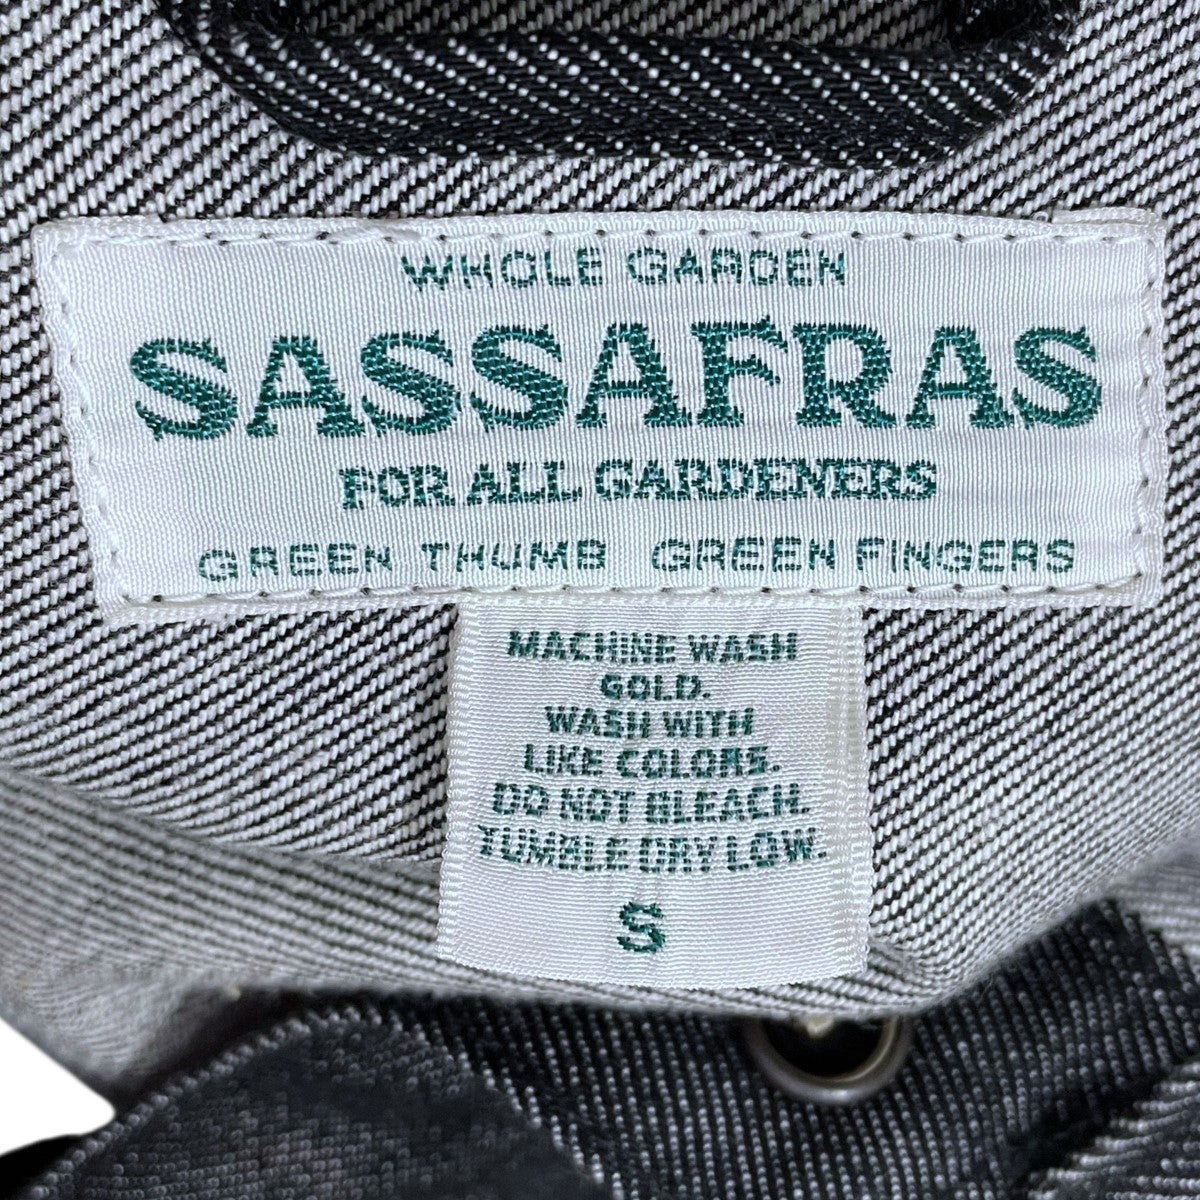 WHOLE GARDEN
SASSAFRAS
FOR ALL GARDENERS
GREEN THUMB GREEN FINGERS
MACHINE WASH
COLD.
WASH WITH
LIKE COLORS.
DO NOT BLEACH.
TUMBLE DRY LOW.
S